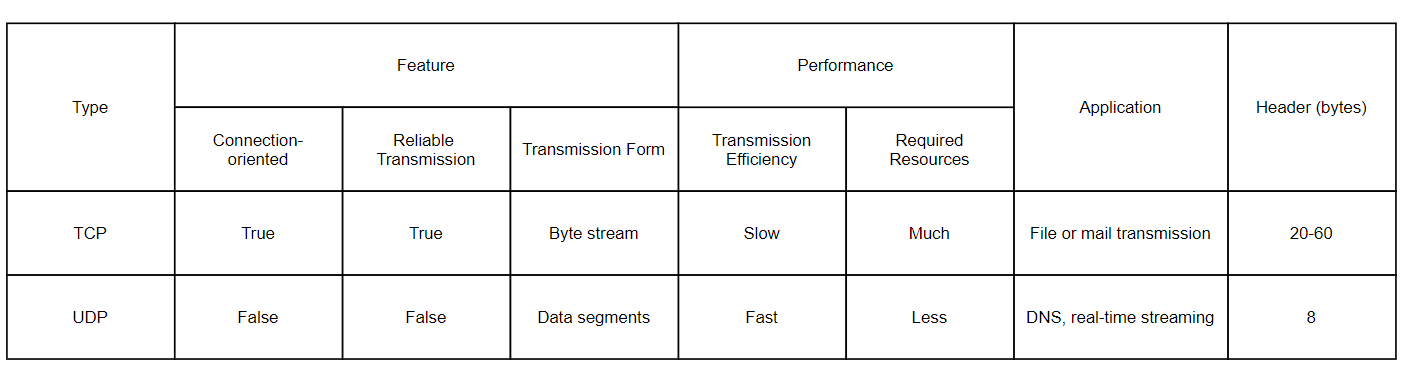 Type
Feature
Performance
Application
Header (bytes)
Connection-
oriented
Reliable
Transmission
Transmission Form
Transmission
Efficiency
Required
Resources
TCP
True
True
Byte stream
Slow
Much
File or mail transmission
20-60
UDP
False
False
Data segments
Fast
Less
DNS, real-time streaming
8